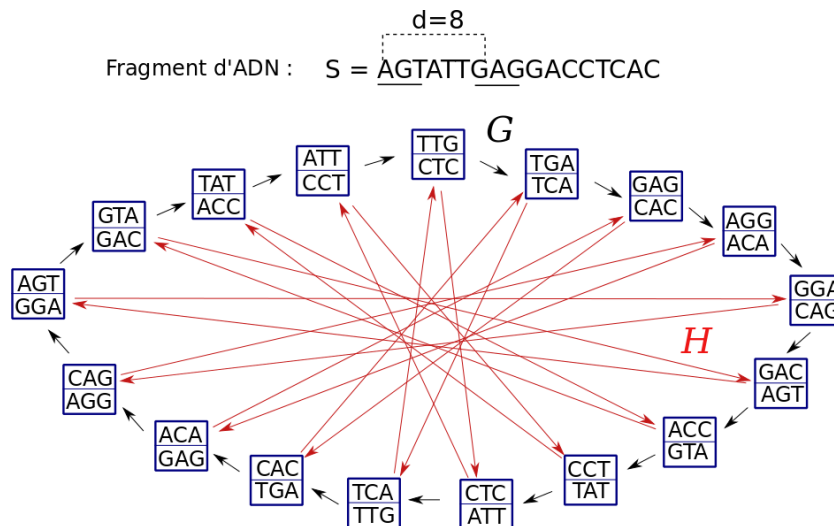 d=8
Fragment d'ADN : S = AGTATTGAGGACCTCAC
G
TTG
CTC
ATT
CCT
TGA
TCA
TAT
ACC
GAG
CAC
GTA
GAC
AGG
ACA
AGT
GGA
GGA
CAG
H
CAG
AGG
GAC
AGT
ACA
GAG
ACC
GTA
CAC
TGA
CCT
TAT
TCA
TTG
CTC
ATT